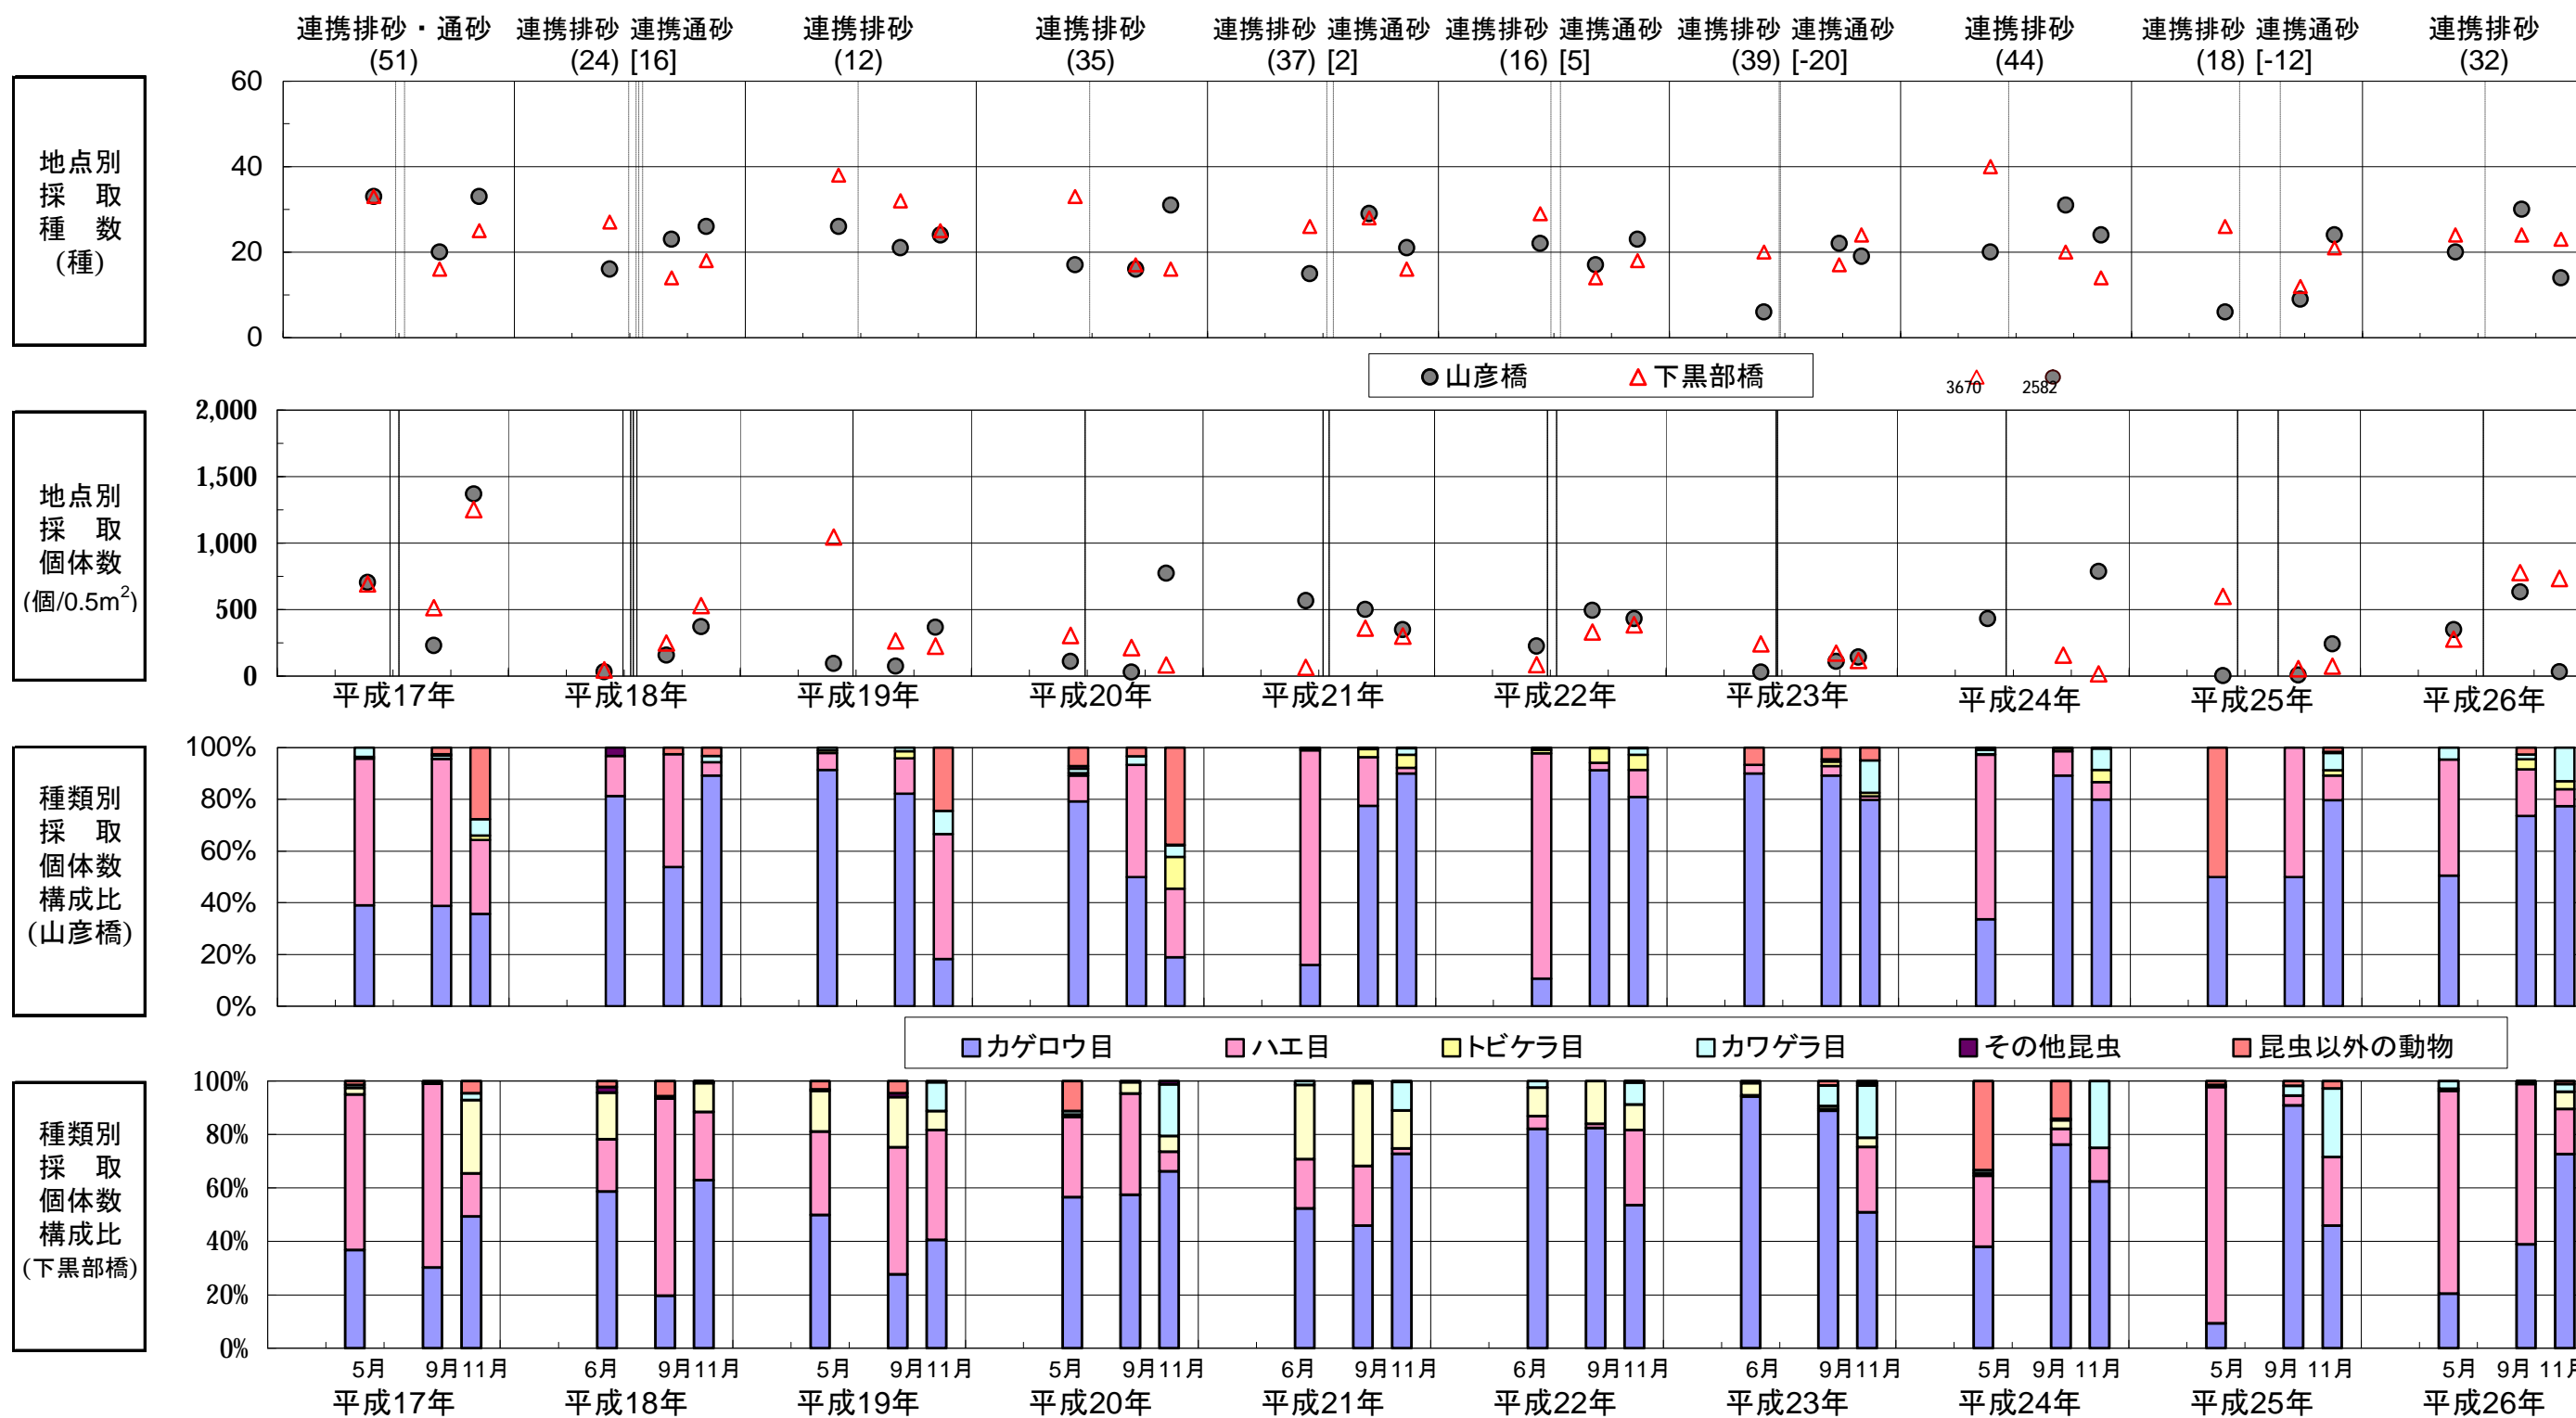 連携排砂・通砂 連携排砂 連携通砂 連携排砂 連携排砂 連携排砂 連携通砂 連携排砂 連携通砂 連携排砂 連携通砂 連携排砂 連携排砂 連携通砂 連携排砂
(51) (24) [16] (12) (35) (37) [2] (16) [5] (39) [-20] (44) (18) [-12] (32)
地点別
採 取
種 数
(種)
60
40
20
0
山彦橋 下黒部橋
3670 2582
地点別
採 取
個体数
(個/0.5m²)
2,000
1,500
1,000
500
0
平成17年 平成18年 平成19年 平成20年 平成21年 平成22年 平成23年 平成24年 平成25年 平成26年
種類別
採 取
個体数
構成比
(山彦橋)
100%
80%
60%
40%
20%
0%
カゲロウ目 ハエ目 トビケラ目 カワゲラ目 その他昆虫 昆虫以外の動物
種類別
採 取
個体数
構成比
(下黒部橋)
100%
80%
60%
40%
20%
0%
5月 9月 11月 6月 9月 11月 5月 9月 11月 5月 9月 11月 6月 9月 11月 6月 9月 11月 6月 9月 11月 5月 9月 11月 5月 9月 11月 5月 9月 11月
平成17年 平成18年 平成19年 平成20年 平成21年 平成22年 平成23年 平成24年 平成25年 平成26年